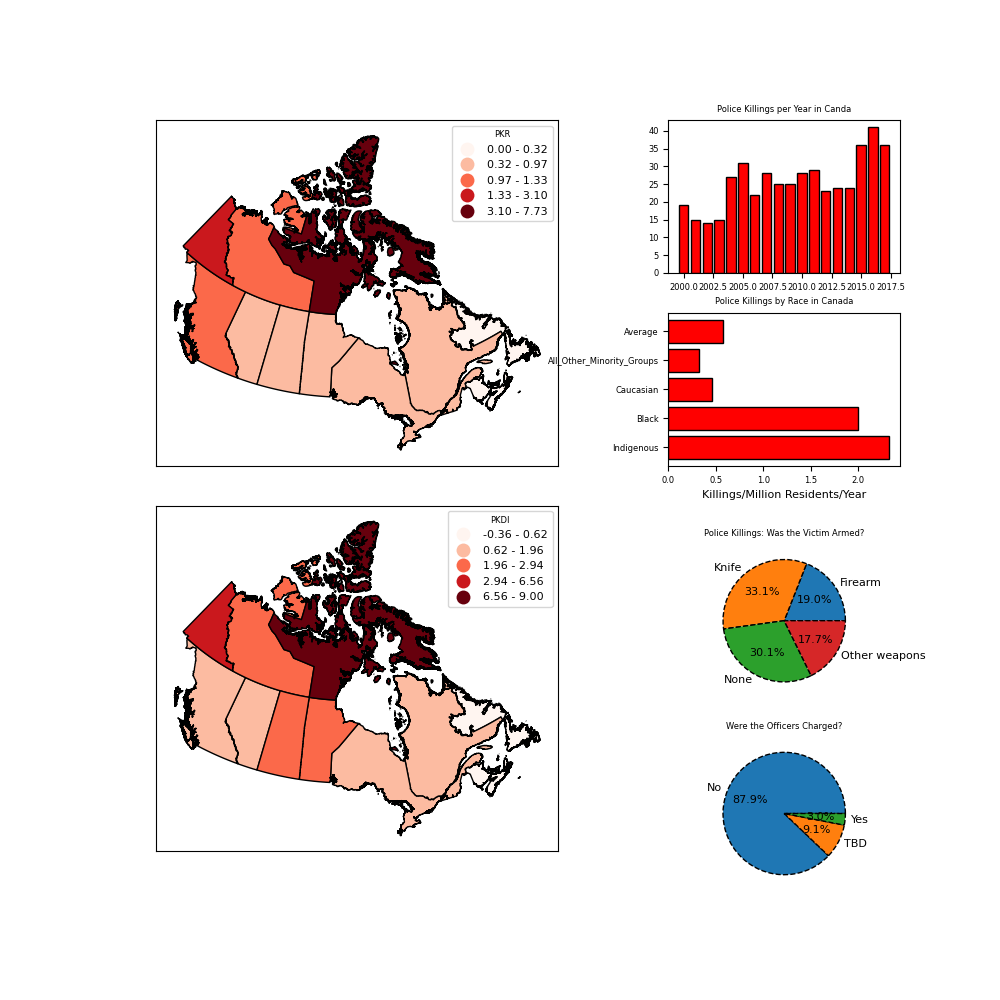 PKR
0.00 - 0.32
0.32 - 0.97
0.97 - 1.33
1.33 - 3.10
3.10 - 7.73
Police Killings per Year in Canda
40
35
30
25
20
15
10
5
0
2000.0 2002.5 2005.0 2007.5 2010.0 2012.5 2015.0 2017.5
Police Killings by Race in Canada
Average
All_Other_Minority_Groups
Caucasian
Black
Indigenous
0.0 0.5 1.0 1.5 2.0
Killings/Million Residents/Year
PKDI
-0.36 - 0.62
0.62 - 1.96
1.96 - 2.94
2.94 - 6.56
6.56 - 9.00
Police Killings: Was the Victim Armed?
Knife
Firearm
33.1%
19.0%
17.7%
30.1%
Other weapons
None
Were the Officers Charged?
No
87.9%
3.0%
Yes
9.1%
TBD